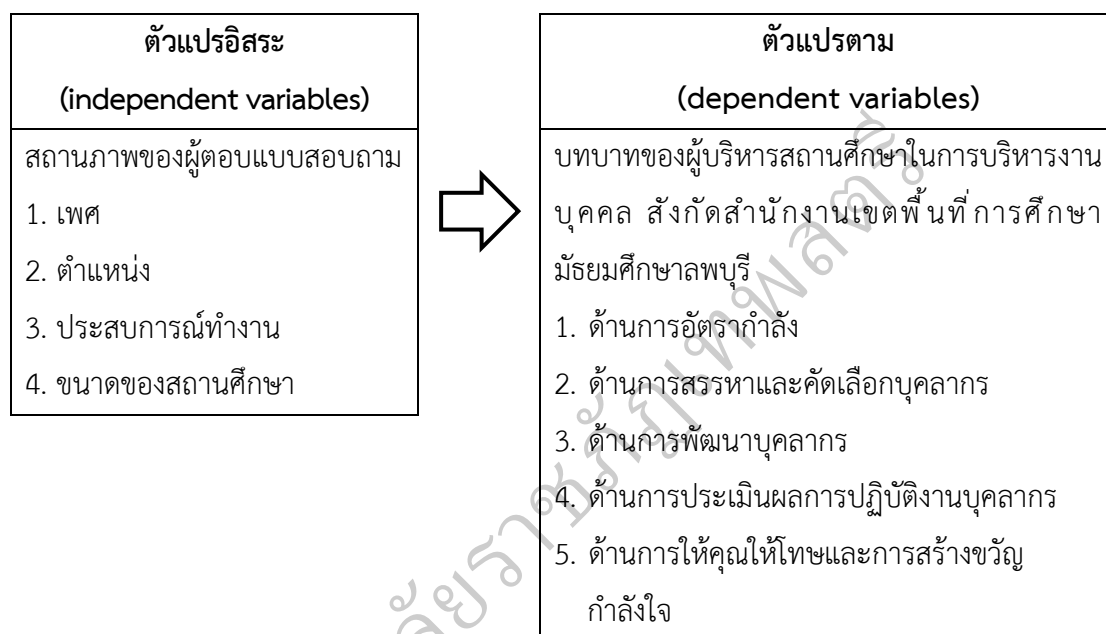 ตัวแปรอิสระ
(independent variables)
สถานภาพของผู้ตอบแบบสอบถาม
1. เพศ
2. ตำแหน่ง
3. ประสบการณ์ทำงาน
4. ขนาดของสถานศึกษา
ตัวแปรตาม
(dependent variables)
บทบาทของผู้บริหารสถานศึกษาในการบริหารงาน
บุคคล สังกัดสำนักงานเขตพื้นที่การศึกษา
มัธยมศึกษาลพบุรี
1. ด้านการอัตรากำลัง
2. ด้านการสรรหาและคัดเลือกบุคลากร
3. ด้านการพัฒนาบุคลากร
4. ด้านการประเมินผลการปฏิบัติงานบุคลากร
5. ด้านการให้คุณให้โทษและการสร้างขวัญ
กำลังใจ
ลัยราชภัฏเทพสตรี